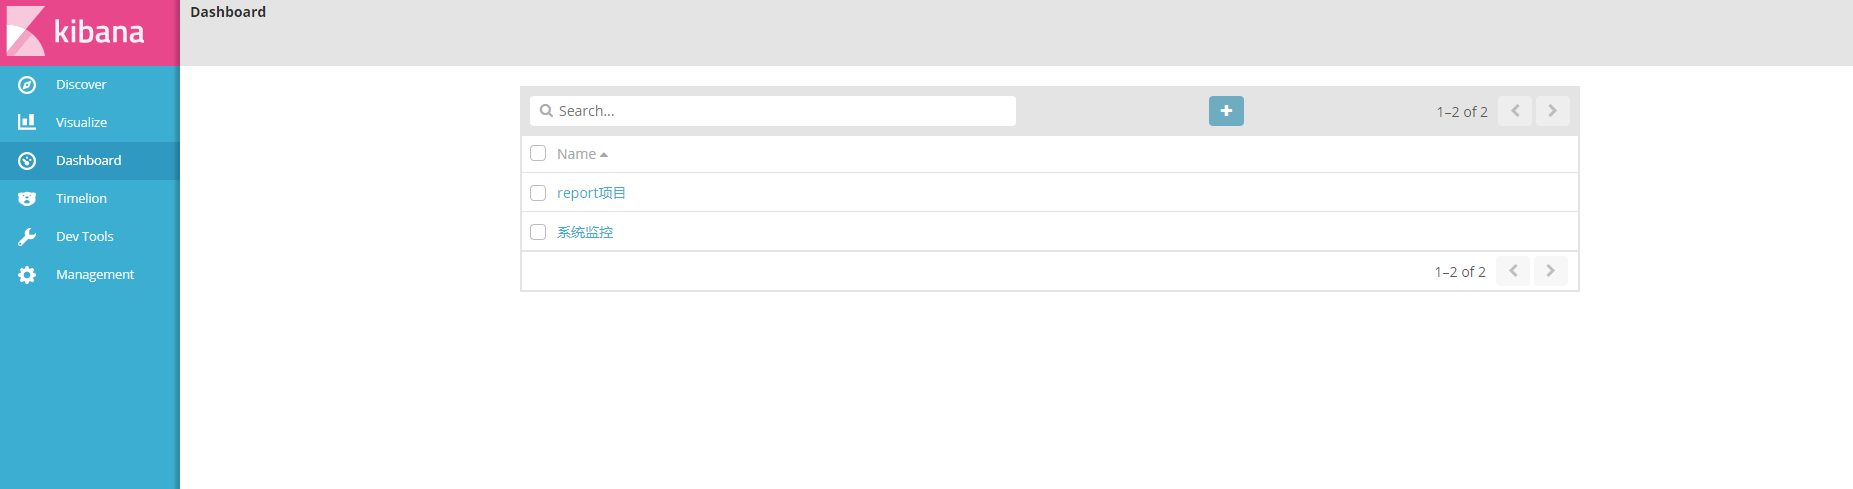 kibana
Discover
Visualize
Dashboard
Timelion
Dev Tools
Management
Dashboard
Search...
1–2 of 2
Name
report项目
系统监控
1–2 of 2